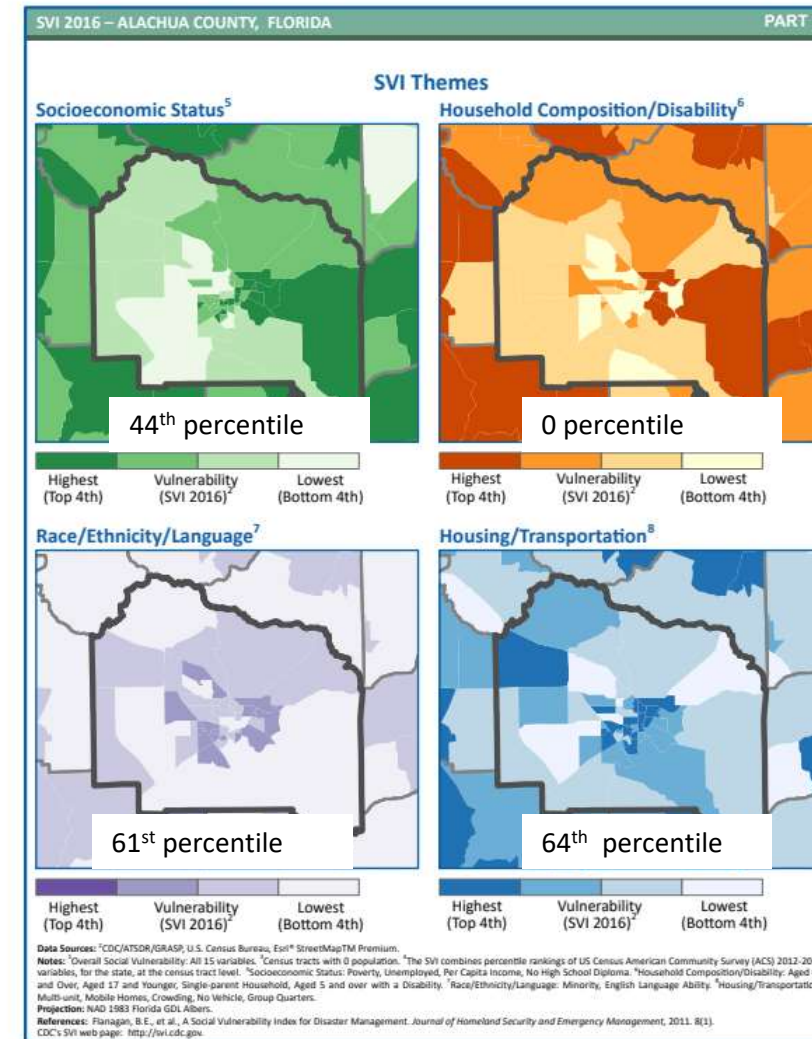 SVI 2016 – ALACHUA COUNTY, FLORIDA PART
SVI Themes
Socioeconomic Status⁵ Household Composition/Disability⁶
44ᵗʰ percentile 0 percentile
Highest Vulnerability Lowest Highest Vulnerability Lowest
(Top 4th) (SVI 2016)² (Bottom 4th) (Top 4th) (SVI 2016)² (Bottom 4th)
Race/Ethnicity/Language⁷ Housing/Transportation⁸
61ˢᵗ percentile 64ᵗʰ percentile
Highest Vulnerability Lowest Highest Vulnerability Lowest
(Top 4th) (SVI 2016)² (Bottom 4th) (Top 4th) (SVI 2016)² (Bottom 4th)
Data Sources: ²CDC/ATSDR/GRASP, U.S. Census Bureau, Esri® StreetMapTM Premium.
Notes: ¹Overall Social Vulnerability: All 15 variables. ³Census tracts with 0 population. ⁴The SVI combines percentile rankings of US Census American Community Survey (ACS) 2012-20
variables, for the state, at the census tract level. ⁵Socioeconomic Status: Poverty, Unemployed, Per Capita Income, No High School Diploma. ⁶Household Composition/Disability: Aged
and Over, Aged 17 and Younger, Single-parent Household, Aged 5 and over with a Disability. ⁷Race/Ethnicity/Language: Minority, English Language Ability. ⁸Housing/Transportatio
Multi-unit, Mobile Homes, Crowding, No Vehicle, Group Quarters.
Projection: NAD 1983 Florida GDL Albers.
References: Flanagan, B.E., et al., A Social Vulnerability Index for Disaster Management. Journal of Homeland Security and Emergency Management, 2011. 8(1).
CDC's SVI web page: http://svi.cdc.gov.